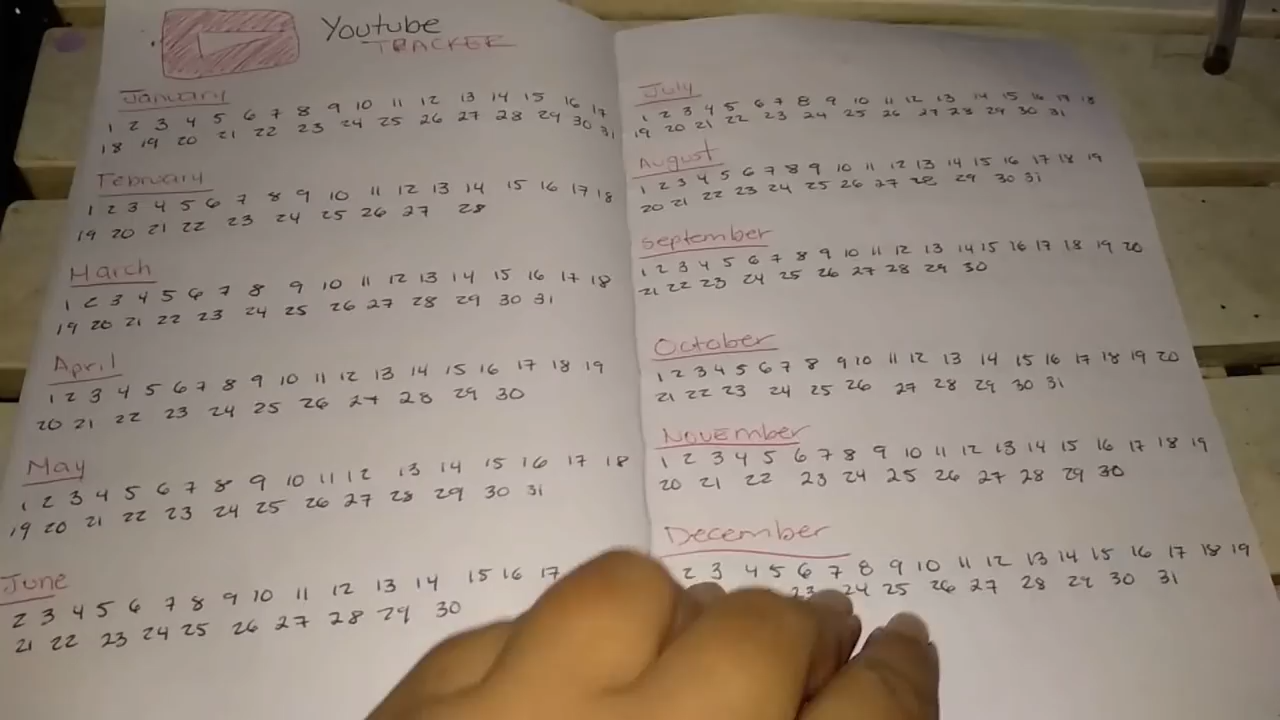 Youtube
TRACKER
January
1 2 3 4 5 6 7 8 9 10 11 12 13 14 15 16 17
18 19 20 21 22 23 24 25 26 27 28 29 30 31
February
1 2 3 4 5 6 7 8 9 10 11 12 13 14 15 16 17 18
19 20 21 22 23 24 25 26 27 28
March
1 2 3 4 5 6 7 8 9 10 11 12 13 14 15 16 17 18
19 20 21 22 23 24 25 26 27 28 29 30 31
April
1 2 3 4 5 6 7 8 9 10 11 12 13 14 15 16 17 18 19
20 21 22 23 24 25 26 27 28 29 30
May
1 2 3 4 5 6 7 8 9 10 11 12 13 14 15 16 17 18
19 20 21 22 23 24 25 26 27 28 29 30 31
June
2 3 4 5 6 7 8 9 10 11 12 13 14 15 16 17
21 22 23 24 25 26 27 28 29 30
July
1 2 3 4 5 6 7 8 9 10 11 12 13 14 15 16 17 18
19 20 21 22 23 24 25 26 27 28 29 30 31
August
1 2 3 4 5 6 7 8 9 10 11 12 13 14 15 16 17 18 19
20 21 22 23 24 25 26 27 28 29 30 31
September
1 2 3 4 5 6 7 8 9 10 11 12 13 14 15 16 17 18 19 20
21 22 23 24 25 26 27 28 29 30
October
1 2 3 4 5 6 7 8 9 10 11 12 13 14 15 16 17 18 19 20
21 22 23 24 25 26 27 28 29 30 31
November
1 2 3 4 5 6 7 8 9 10 11 12 13 14 15 16 17 18 19
20 21 22 23 24 25 26 27 28 29 30
December
2 3 4 5 6 7 8 9 10 11 12 13 14 15 16 17 18 19
23 24 25 26 27 28 29 30 31